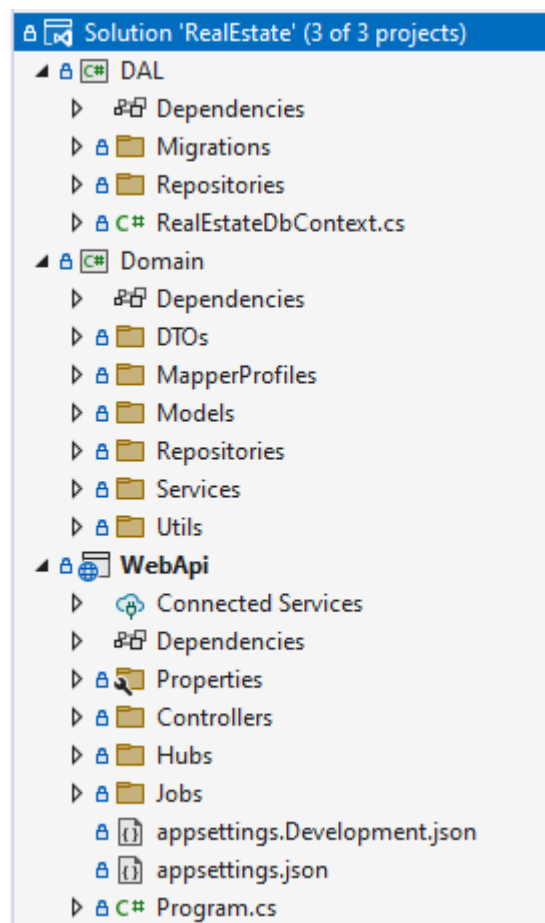 Solution 'RealEstate' (3 of 3 projects)
C# DAL
Dependencies
Migrations
Repositories
C# RealEstateDbContext.cs
C# Domain
Dependencies
DTOs
MapperProfiles
Models
Repositories
Services
Utils
WebApi
Connected Services
Dependencies
Properties
Controllers
Hubs
Jobs
appsettings.Development.json
appsettings.json
C# Program.cs